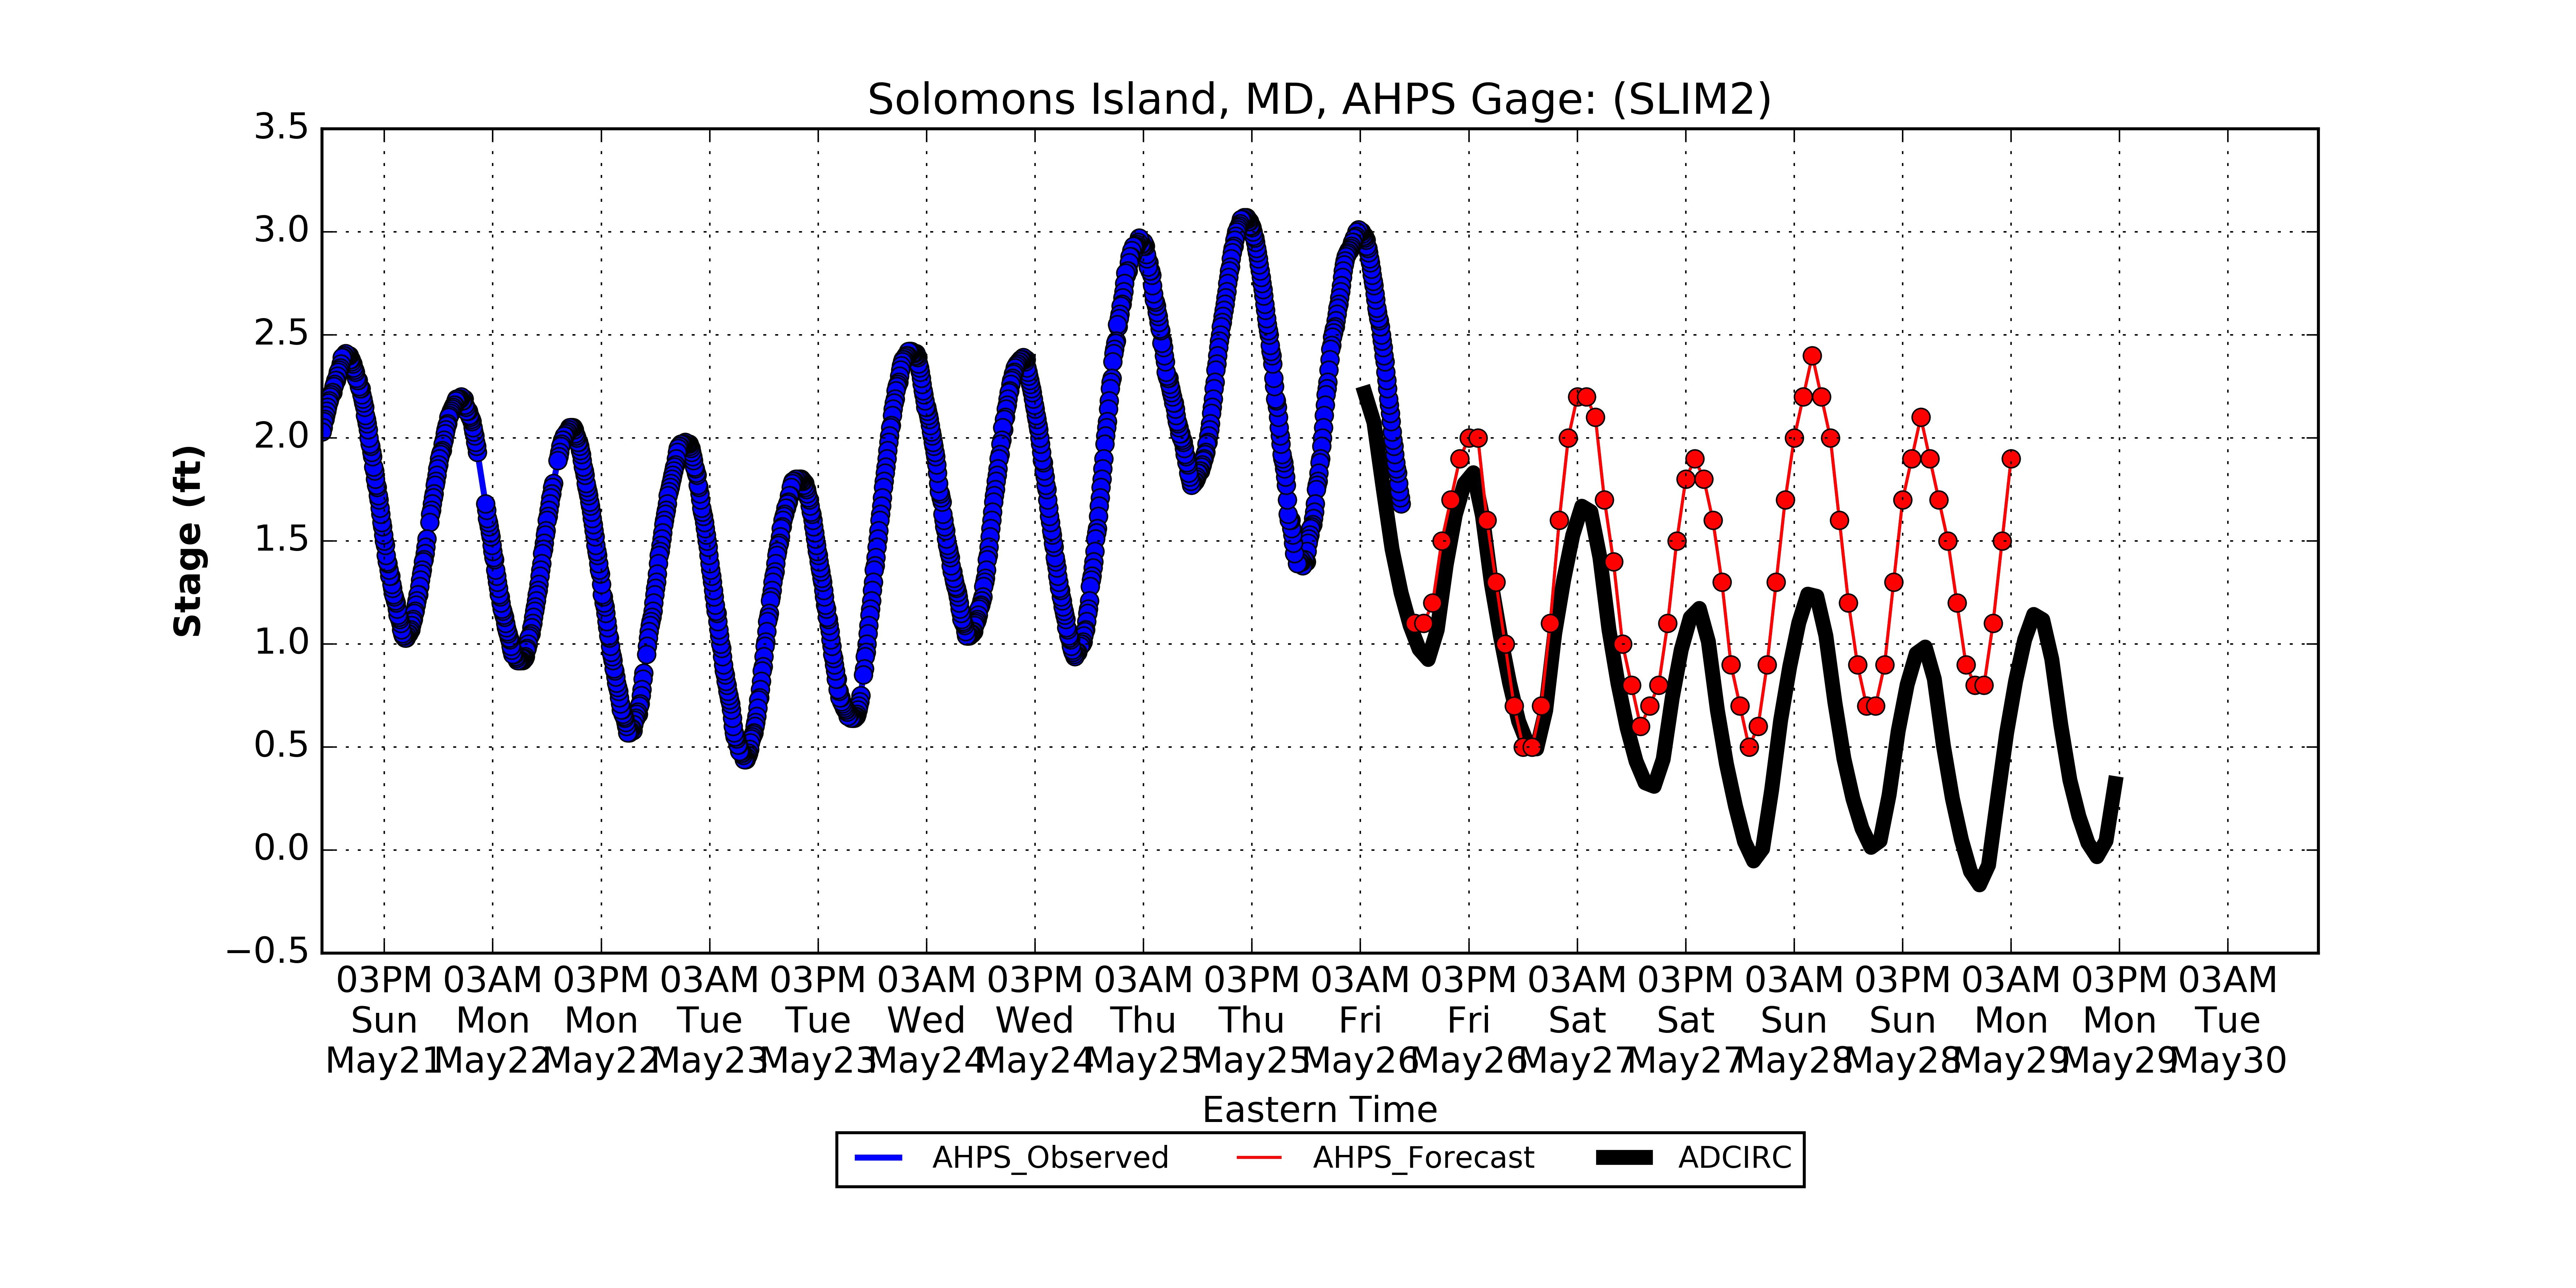 Solomons Island, MD, AHPS Gage: (SLIM2)
3.5
3.0
2.5
2.0
1.5
1.0
0.5
0.0
−0.5
Stage (ft)
03PM 03AM 03PM 03AM 03PM 03AM 03PM 03AM 03PM 03AM 03PM 03AM 03PM 03AM 03PM 03AM 03PM 03AM
Sun Mon Mon Tue Tue Wed Wed Thu Thu Fri Fri Sat Sat Sun Sun Mon Mon Tue
May21 May22 May22 May23 May23 May24 May24 May25 May25 May26 May26 May27 May27 May28 May28 May29 May29 May30
Eastern Time
AHPS_Observed AHPS_Forecast ADCIRC